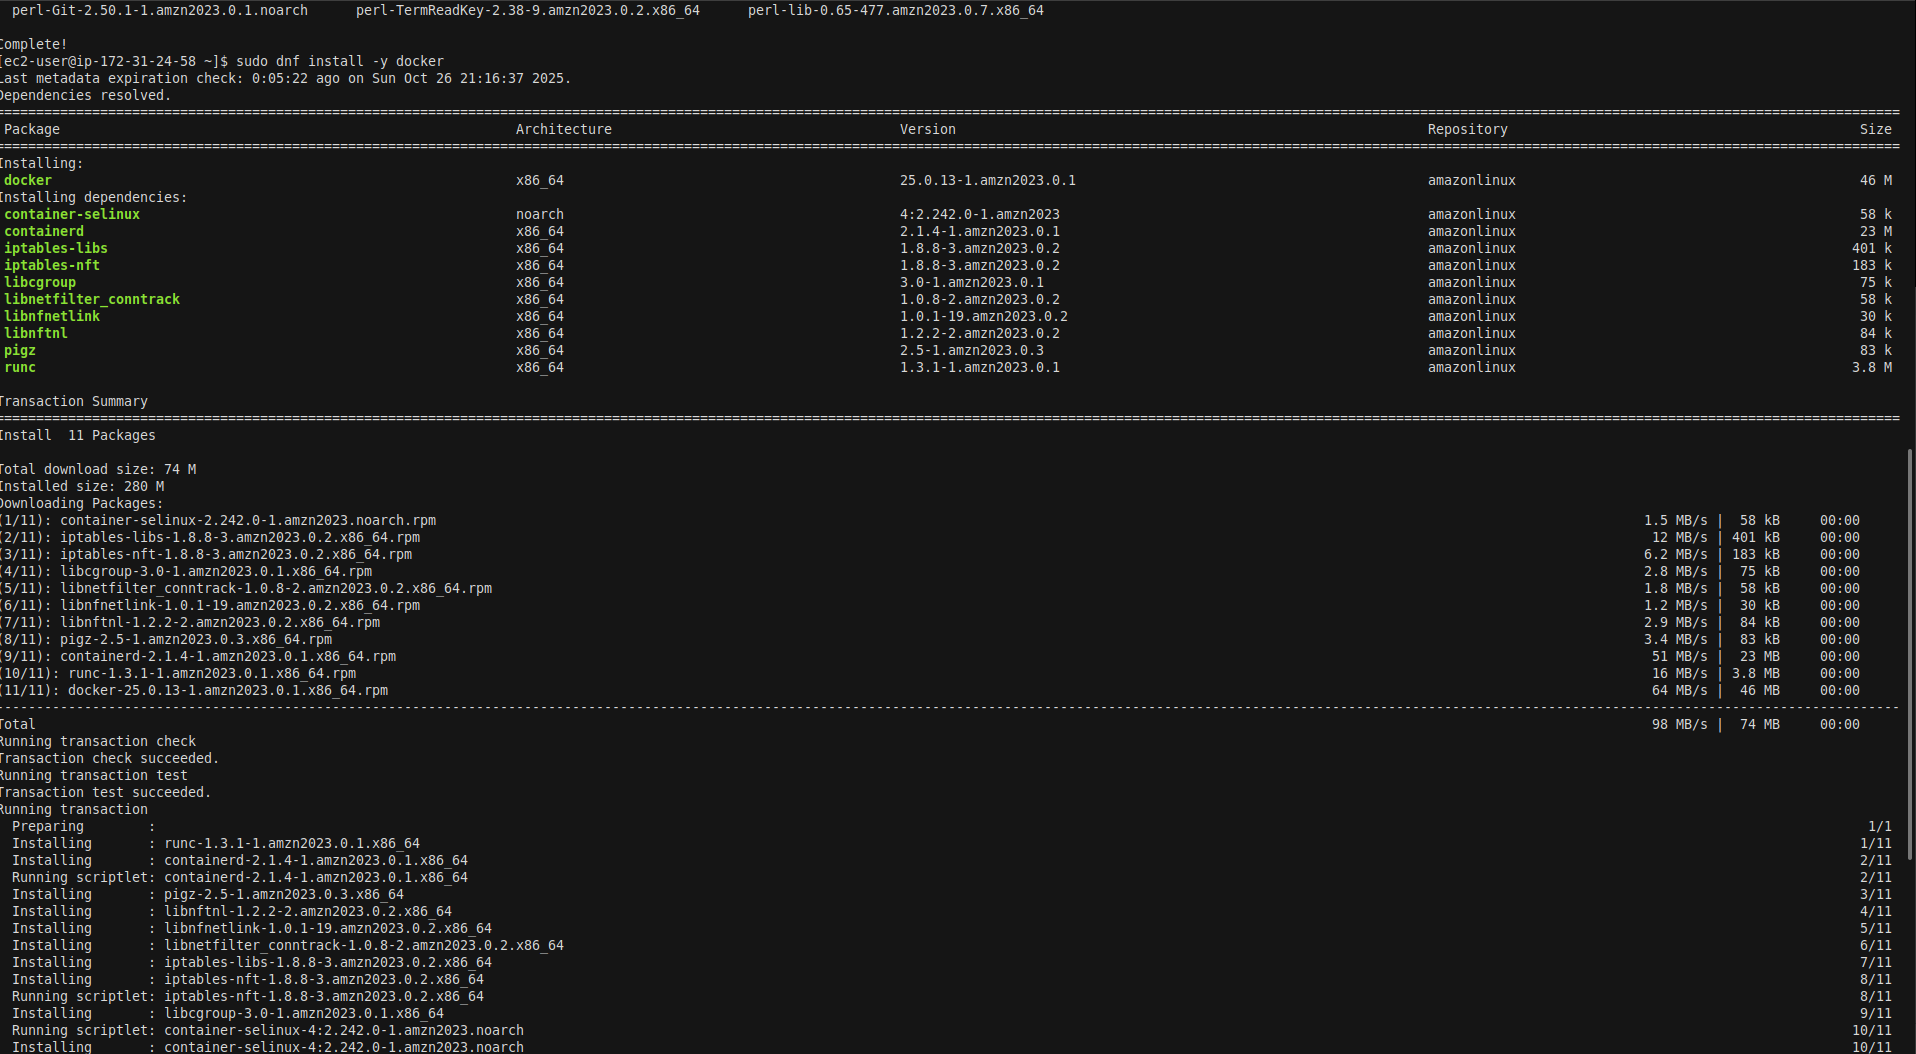 perl-Git-2.50.1-1.amzn2023.0.1.noarch perl-TermReadKey-2.38-9.amzn2023.0.2.x86_64 perl-lib-0.65-477.amzn2023.0.7.x86_64
Complete!
[ec2-user@ip-172-31-24-58 ~]$ sudo dnf install -y docker
Last metadata expiration check: 0:05:22 ago on Sun Oct 26 21:16:37 2025.
Dependencies resolved.
================================================================================
Package Architecture Version Repository Size
================================================================================
Installing:
docker x86_64 25.0.13-1.amzn2023.0.1 amazonlinux 46 M
Installing dependencies:
container-selinux noarch 4:2.242.0-1.amzn2023 amazonlinux 58 k
containerd x86_64 2.1.4-1.amzn2023.0.1 amazonlinux 23 M
iptables-libs x86_64 1.8.8-3.amzn2023.0.2 amazonlinux 401 k
iptables-nft x86_64 1.8.8-3.amzn2023.0.2 amazonlinux 183 k
libcgroup x86_64 3.0-1.amzn2023.0.1 amazonlinux 75 k
libnetfilter_conntrack x86_64 1.0.8-2.amzn2023.0.2 amazonlinux 58 k
libnfnetlink x86_64 1.0.1-19.amzn2023.0.2 amazonlinux 30 k
libnftnl x86_64 1.2.2-2.amzn2023.0.2 amazonlinux 84 k
pigz x86_64 2.5-1.amzn2023.0.3 amazonlinux 83 k
runc x86_64 1.3.1-1.amzn2023.0.1 amazonlinux 3.8 M
Transaction Summary
================================================================================
Install 11 Packages
Total download size: 74 M
Installed size: 280 M
Downloading Packages:
(1/11): container-selinux-2.242.0-1.amzn2023.noarch.rpm 1.5 MB/s | 58 kB 00:00
(2/11): iptables-libs-1.8.8-3.amzn2023.0.2.x86_64.rpm 12 MB/s | 401 kB 00:00
(3/11): iptables-nft-1.8.8-3.amzn2023.0.2.x86_64.rpm 6.2 MB/s | 183 kB 00:00
(4/11): libcgroup-3.0-1.amzn2023.0.1.x86_64.rpm 2.8 MB/s | 75 kB 00:00
(5/11): libnetfilter_conntrack-1.0.8-2.amzn2023.0.2.x86_64.rpm 1.8 MB/s | 58 kB 00:00
(6/11): libnfnetlink-1.0.1-19.amzn2023.0.2.x86_64.rpm 1.2 MB/s | 30 kB 00:00
(7/11): libnftnl-1.2.2-2.amzn2023.0.2.x86_64.rpm 2.9 MB/s | 84 kB 00:00
(8/11): pigz-2.5-1.amzn2023.0.3.x86_64.rpm 3.4 MB/s | 83 kB 00:00
(9/11): containerd-2.1.4-1.amzn2023.0.1.x86_64.rpm 51 MB/s | 23 MB 00:00
(10/11): runc-1.3.1-1.amzn2023.0.1.x86_64.rpm 16 MB/s | 3.8 MB 00:00
(11/11): docker-25.0.13-1.amzn2023.0.1.x86_64.rpm 64 MB/s | 46 MB 00:00
--------------------------------------------------------------------------------
Total 98 MB/s | 74 MB 00:00
Running transaction check
Transaction check succeeded.
Running transaction test
Transaction test succeeded.
Running transaction
Preparing : 1/1
Installing : runc-1.3.1-1.amzn2023.0.1.x86_64 1/11
Installing : containerd-2.1.4-1.amzn2023.0.1.x86_64 2/11
Running scriptlet: containerd-2.1.4-1.amzn2023.0.1.x86_64 2/11
Installing : pigz-2.5-1.amzn2023.0.3.x86_64 3/11
Installing : libnftnl-1.2.2-2.amzn2023.0.2.x86_64 4/11
Installing : libnfnetlink-1.0.1-19.amzn2023.0.2.x86_64 5/11
Installing : libnetfilter_conntrack-1.0.8-2.amzn2023.0.2.x86_64 6/11
Installing : iptables-libs-1.8.8-3.amzn2023.0.2.x86_64 7/11
Installing : iptables-nft-1.8.8-3.amzn2023.0.2.x86_64 8/11
Running scriptlet: iptables-nft-1.8.8-3.amzn2023.0.2.x86_64 8/11
Installing : libcgroup-3.0-1.amzn2023.0.1.x86_64 9/11
Running scriptlet: container-selinux-4:2.242.0-1.amzn2023.noarch 10/11
Installing : container-selinux-4:2.242.0-1.amzn2023.noarch 10/11